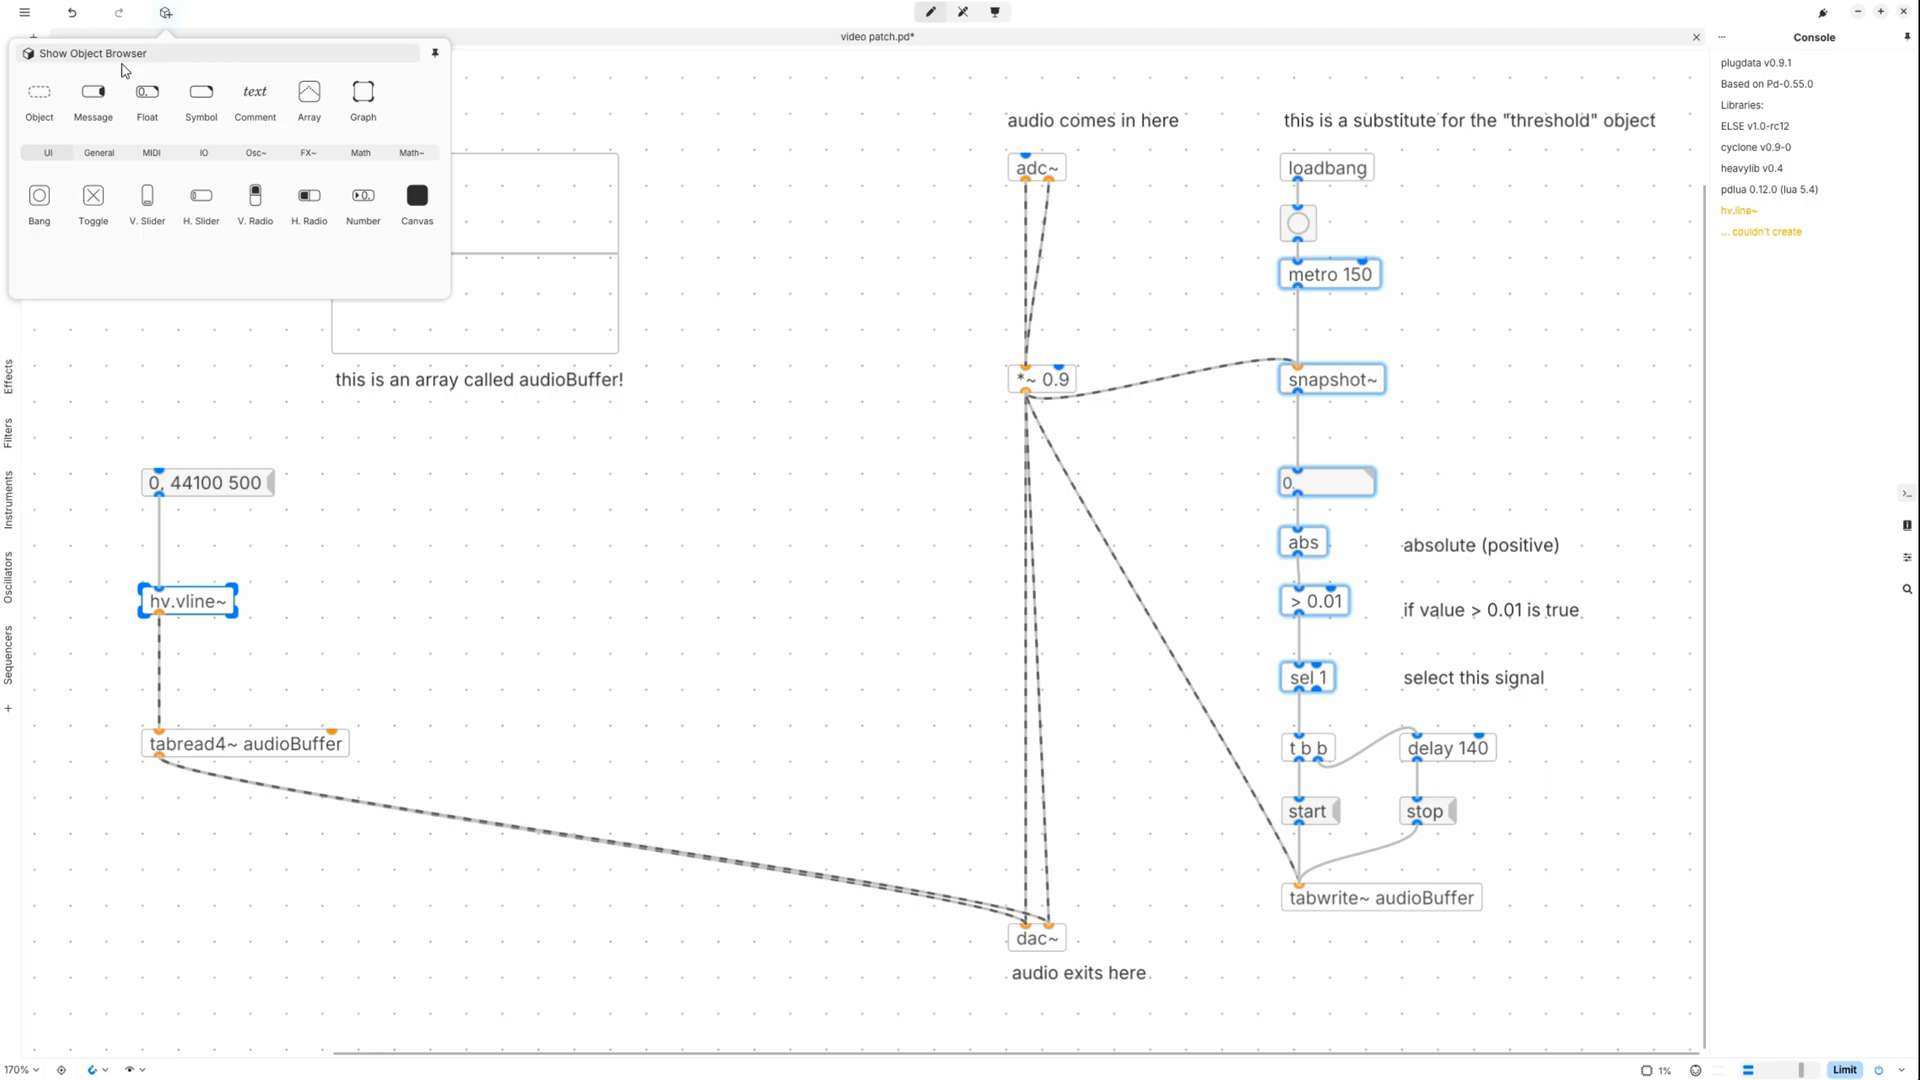 video patch.pd*
Console
Show Object Browser
Object
Message
Float
Symbol
text
Comment
Array
Graph
UI
General
MIDI
IO
Osc~
FX~
Math
Math~
Bang
Toggle
V. Slider
H. Slider
V. Radio
H. Radio
Number
Canvas
plugdata v0.9.1
Based on Pd-0.55.0
Libraries:
ELSE v1.0-rc12
cyclone v0.9-0
heavylib v0.4
pdlua 0.12.0 (lua 5.4)
hv.line~
... couldn't create
Effects
Filters
Instruments
Oscillators
Sequencers
this is an array called audioBuffer!
0, 44100 500
hv.vline~
tabread4~ audioBuffer
audio comes in here
adc~
*~ 0.9
dac~
audio exits here
this is a substitute for the "threshold" object
loadbang
metro 150
snapshot~
0.
abs
absolute (positive)
> 0.01
if value > 0.01 is true
sel 1
select this signal
t b b
delay 140
start
stop
tabwrite~ audioBuffer
170%
1%
Limit